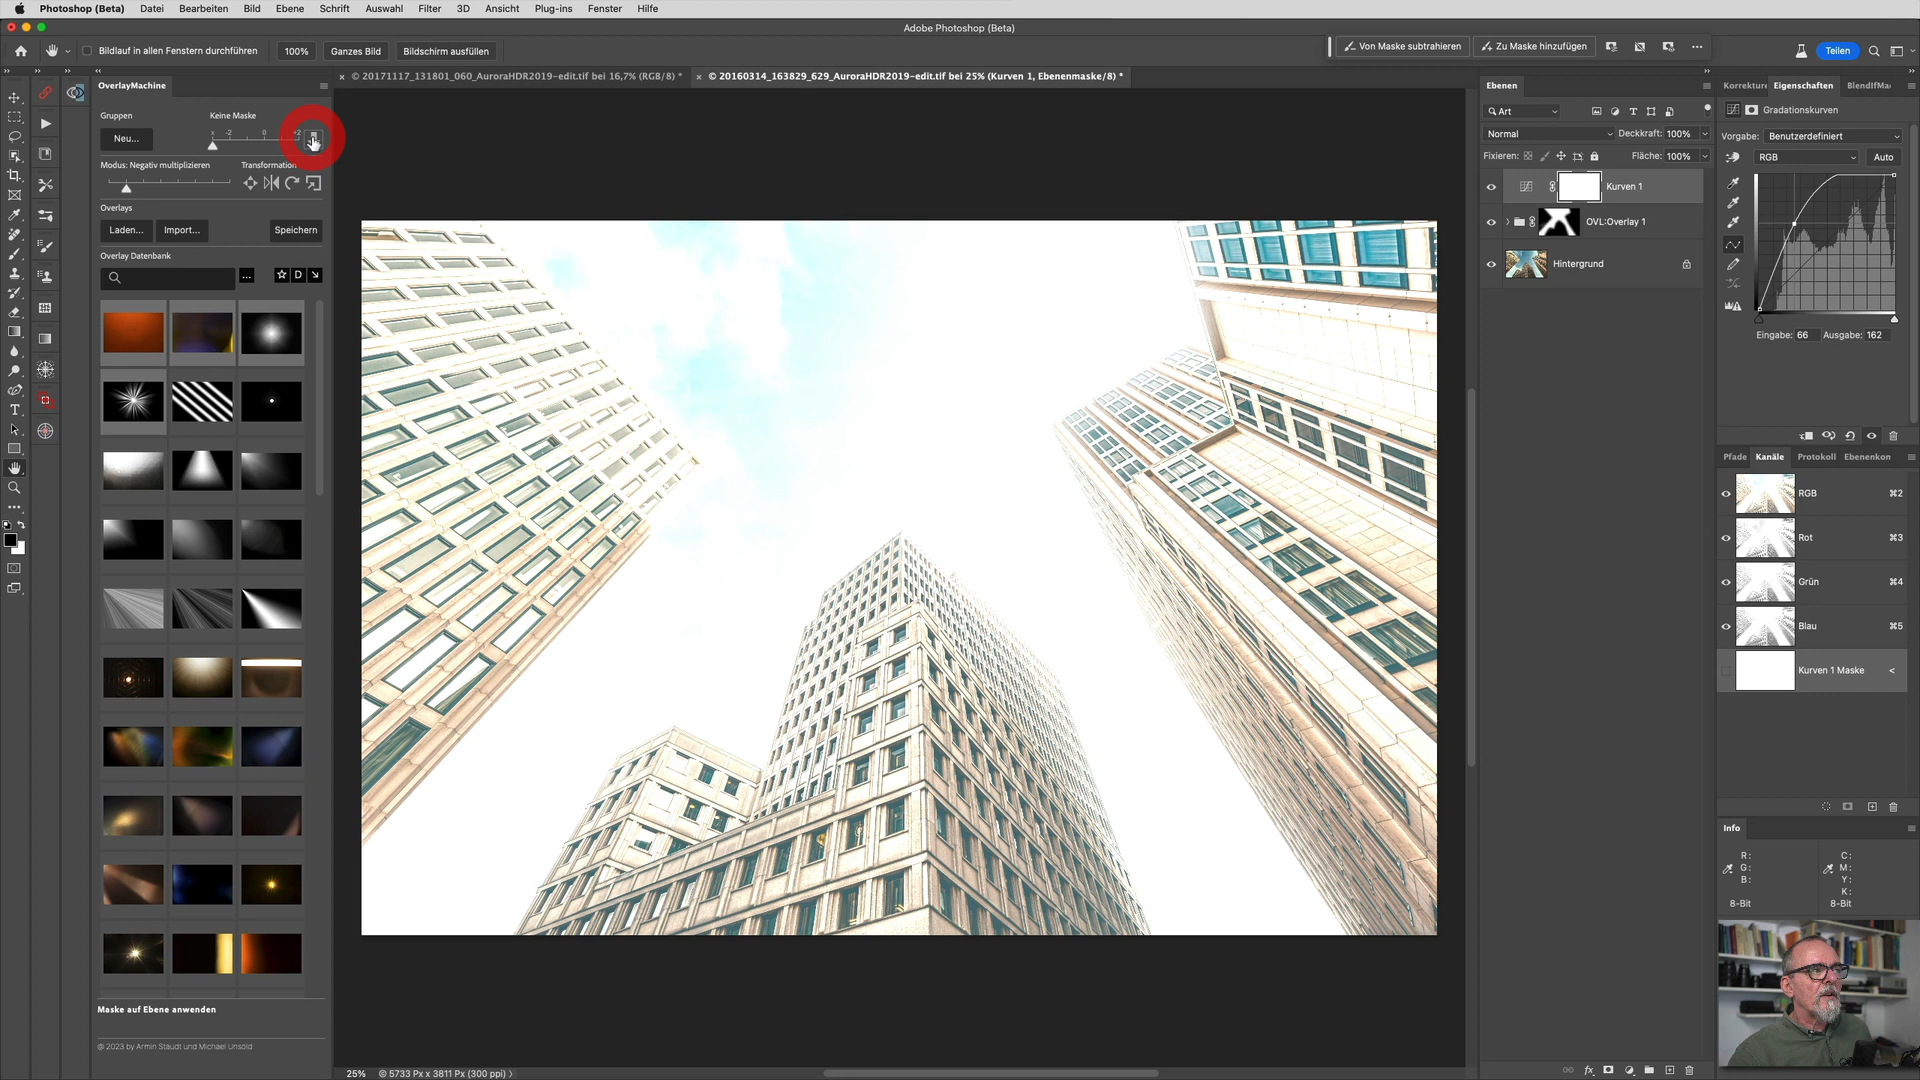 Photoshop (Beta) Datei Bearbeiten Bild Ebene Schrift Auswahl Filter 3D Ansicht Plug-ins Fenster Hilfe
Adobe Photoshop (Beta)
Bildlauf in allen Fenstern durchführen 100% Ganzes Bild Bildschirm ausfüllen
Von Maske subtrahieren Zu Maske hinzufügen ... Teilen
OverlayMachine
× © 20171117_131801_060_AuroraHDR2019-edit.tif bei 16,7% (RGB/8) *
× © 20160314_163829_629_AuroraHDR2019-edit.tif bei 25% (Kurven 1, Ebenenmaske/8) *
Gruppen Keine Maske
Neu...
x -2 0 +2
Modus: Negativ multiplizieren Transformation
Overlays
Laden... Import... Speichern
Overlay Datenbank
... D
Maske auf Ebene anwenden
@ 2023 by Armin Staudt und Michael Unsöld
25% © 5733 Px x 3811 Px (300 ppi)
Ebenen
Art
Normal Deckkraft: 100%
Fixieren: Fläche: 100%
Kurven 1
OVL:Overlay 1
Hintergrund
fx
Korrekture Eigenschaften BlendIfMa
Gradationskurven
Vorgabe: Benutzerdefiniert
RGB Auto
Eingabe: 66 Ausgabe: 162
Pfade Kanäle Protokoll Ebenenkon
RGB ⌘2
Rot ⌘3
Grün ⌘4
Blau ⌘5
Kurven 1 Maske <
Info
R: C:
G: M:
B: Y:
K:
8-Bit 8-Bit